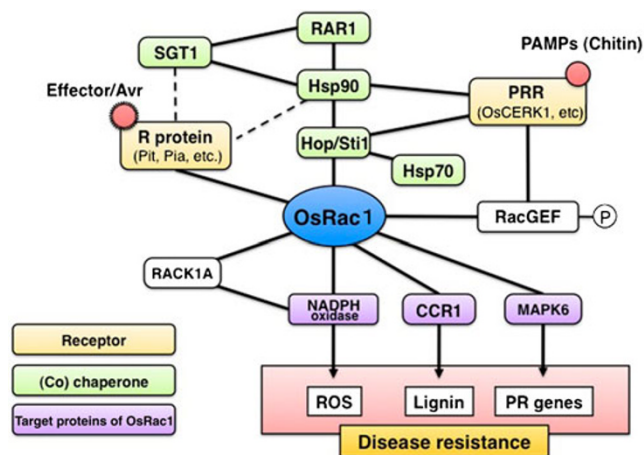 RAR1
SGT1
PAMPs (Chitin)
Effector/Avr
Hsp90
PRR
(OsCERK1, etc)
R protein
(Pit, Pia, etc.)
Hop/Sti1
Hsp70
OsRac1
RacGEF
P
RACK1A
NADPH
oxidase
CCR1
MAPK6
Receptor
(Co) chaperone
Target proteins of OsRac1
ROS
Lignin
PR genes
Disease resistance